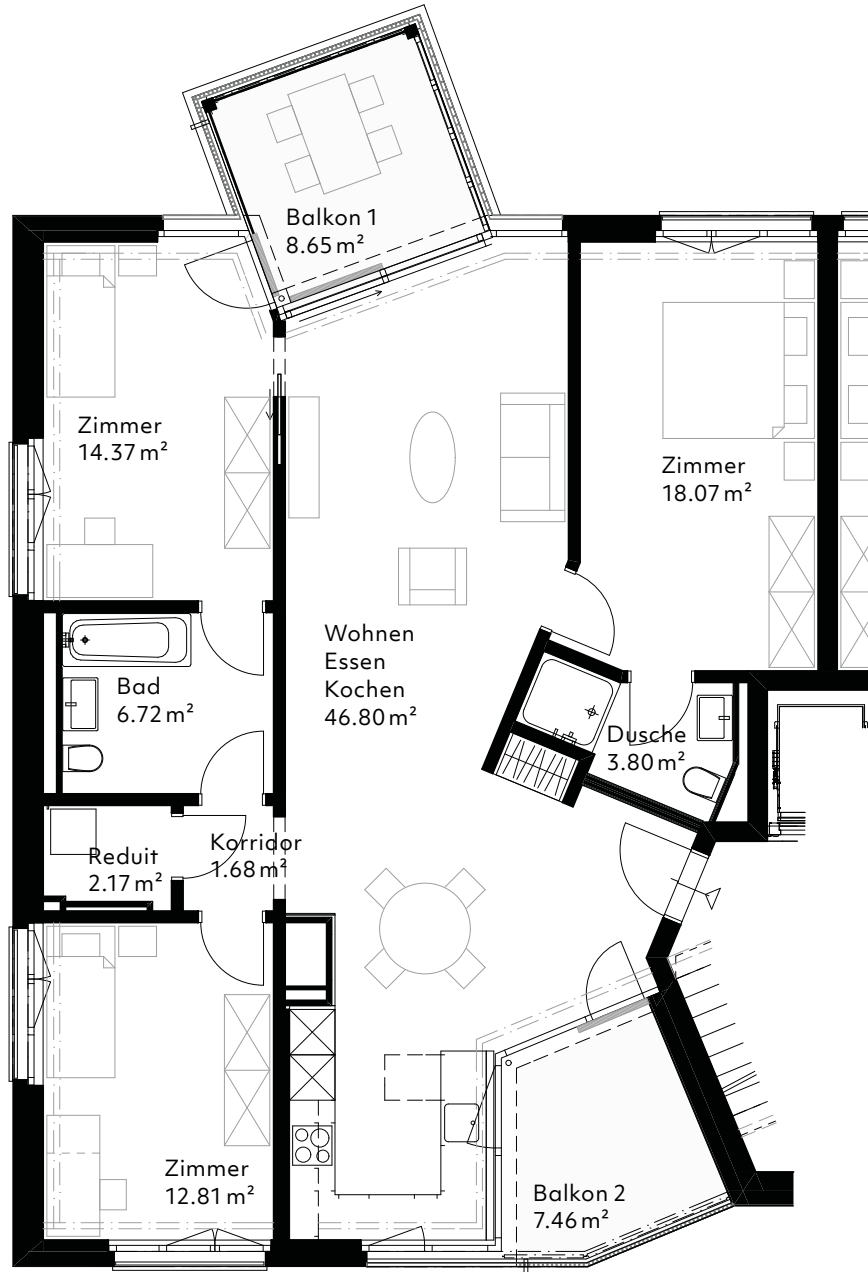 Balkon 1
8.65 m²
Zimmer
14.37 m²
Zimmer
18.07 m²
Wohnen
Essen
Kochen
46.80 m²
Bad
6.72 m²
Dusche
3.80 m²
Reduit
2.17 m²
Korridor
1.68 m²
Zimmer
12.81 m²
Balkon 2
7.46 m²